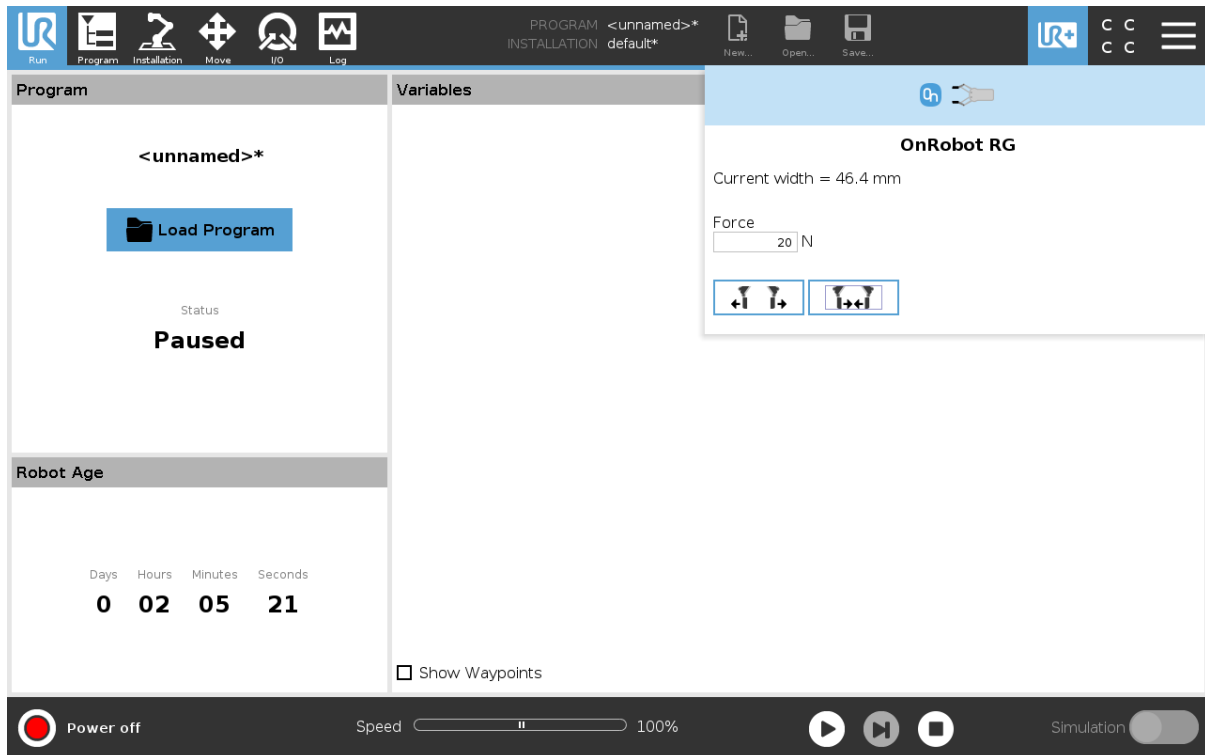 PROGRAM <unnamed>*
INSTALLATION default*
UR+
C C
C C
Run
Program
Installation
Move
I/O
Log
New...
Open...
Save...
Program
<unnamed>*
Load Program
Status
Paused
Robot Age
Days Hours Minutes Seconds
0 02 05 21
Variables
On
OnRobot RG
Current width = 46.4 mm
Force
20 N
Show Waypoints
Power off
Speed
100%
Simulation